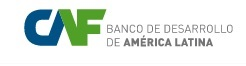 CAF BANCO DE DESARROLLO
DE AMÉRICA LATINA